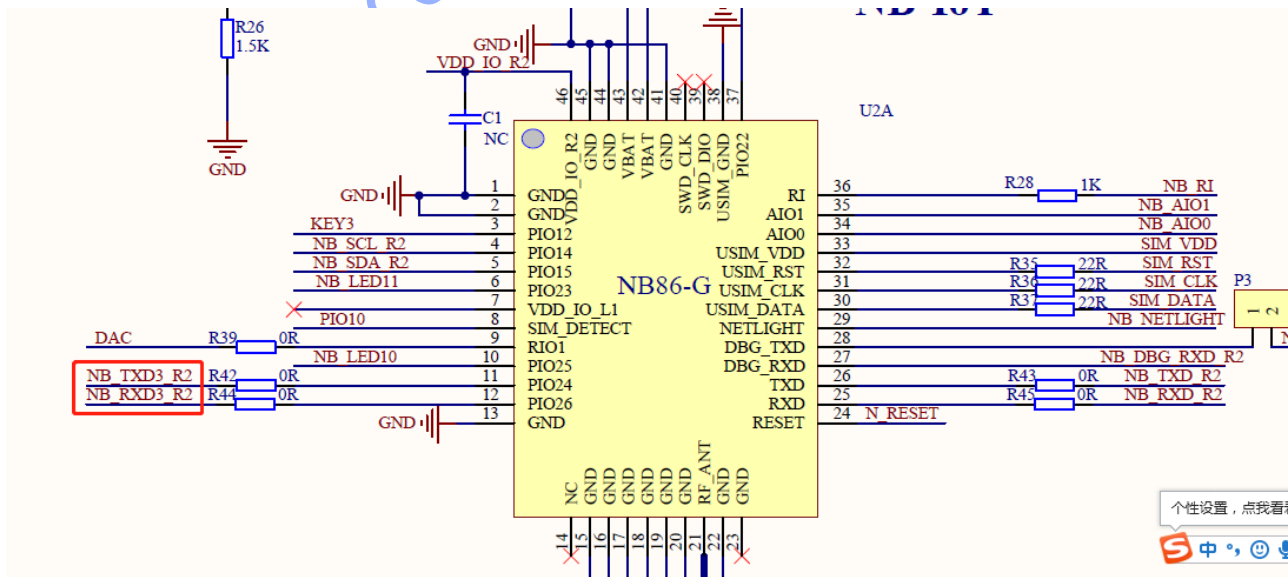 R26
1.5K
GND
GND
VDD_IO_R2
C1
NC
U2A
46
45
44
43
42
41
40
39
38
37
VDD_IO_R2
GND
GND
VBAT
VBAT
GND
SWD_CLK
SWD_DIO
USIM_GND
PIO22
NB86-G
GND
1 GND
2 GND
KEY3 3 PIO12
NB_SCL_R2 4 PIO14
NB_SDA_R2 5 PIO15
NB_LED11 6 PIO23
7 VDD_IO_L1
PIO10 8 SIM_DETECT
DAC R39 0R 9 RIO1
NB_LED10 10 PIO25
NB_TXD3_R2 R42 0R 11 PIO24
NB_RXD3_R2 R44 0R 12 PIO26
GND 13 GND
RI 36 R28 1K NB_RI
AIO1 35 NB_AIO1
AIO0 34 NB_AIO0
USIM_VDD 33 SIM_VDD
USIM_RST 32 R35 22R SIM_RST
USIM_CLK 31 R36 22R SIM_CLK
USIM_DATA 30 R37 22R SIM_DATA
NETLIGHT 29 NB_NETLIGHT
DBG_TXD 28
DBG_RXD 27 NB_DBG_RXD_R2
TXD 26 R43 0R NB_TXD_R2
RXD 25 R45 0R NB_RXD_R2
RESET 24 N_RESET
P3
1
2
NC
GND
GND
GND
GND
GND
GND
RF_ANT
GND
GND
14
15
16
17
18
19
20
21
22
23
个性设置，点我看
中